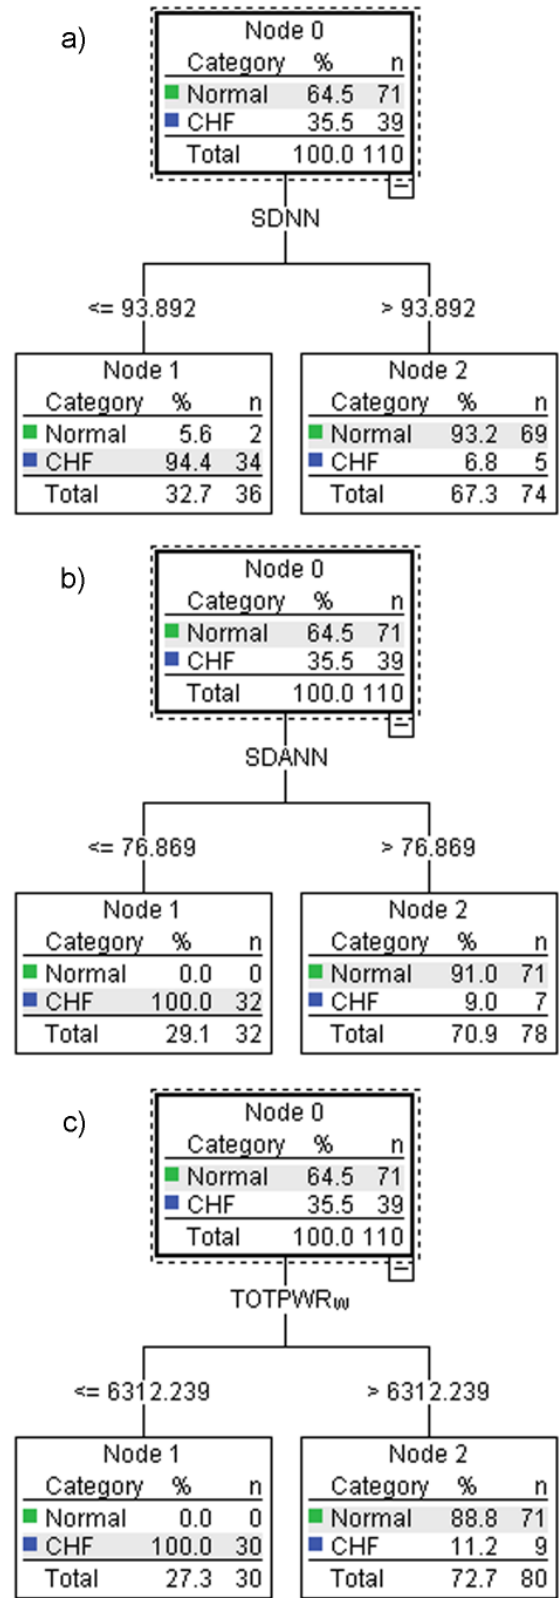 a)
Node 0
Category % n
Normal 64.5 71
CHF 35.5 39
Total 100.0 110
SDNN
<= 93.892 > 93.892
Node 1 Node 2
Category % n Category % n
Normal 5.6 2 Normal 93.2 69
CHF 94.4 34 CHF 6.8 5
Total 32.7 36 Total 67.3 74
b)
Node 0
Category % n
Normal 64.5 71
CHF 35.5 39
Total 100.0 110
SDANN
<= 76.869 > 76.869
Node 1 Node 2
Category % n Category % n
Normal 0.0 0 Normal 91.0 71
CHF 100.0 32 CHF 9.0 7
Total 29.1 32 Total 70.9 78
c)
Node 0
Category % n
Normal 64.5 71
CHF 35.5 39
Total 100.0 110
TOTPWRw
<= 6312.239 > 6312.239
Node 1 Node 2
Category % n Category % n
Normal 0.0 0 Normal 88.8 71
CHF 100.0 30 CHF 11.2 9
Total 27.3 30 Total 72.7 80